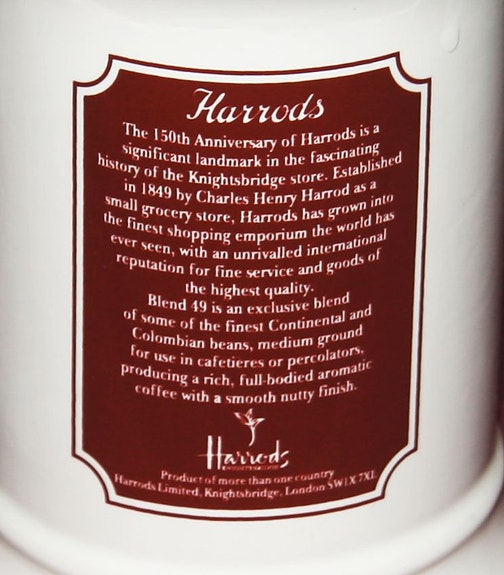 Harrods
The 150th Anniversary of Harrods is a
significant landmark in the fascinating
history of the Knightsbridge store. Established
in 1849 by Charles Henry Harrod as a
small grocery store, Harrods has grown into
the finest shopping emporium the world has
ever seen, with an unrivalled international
reputation for fine service and goods of
the highest quality.
Blend 49 is an exclusive blend
of some of the finest Continental and
Colombian beans, medium ground
for use in cafetieres or percolators,
producing a rich, full-bodied aromatic
coffee with a smooth nutty finish.
Harrods
KNIGHTSBRIDGE
Product of more than one country
Harrods Limited, Knightsbridge, London SW1X 7XL